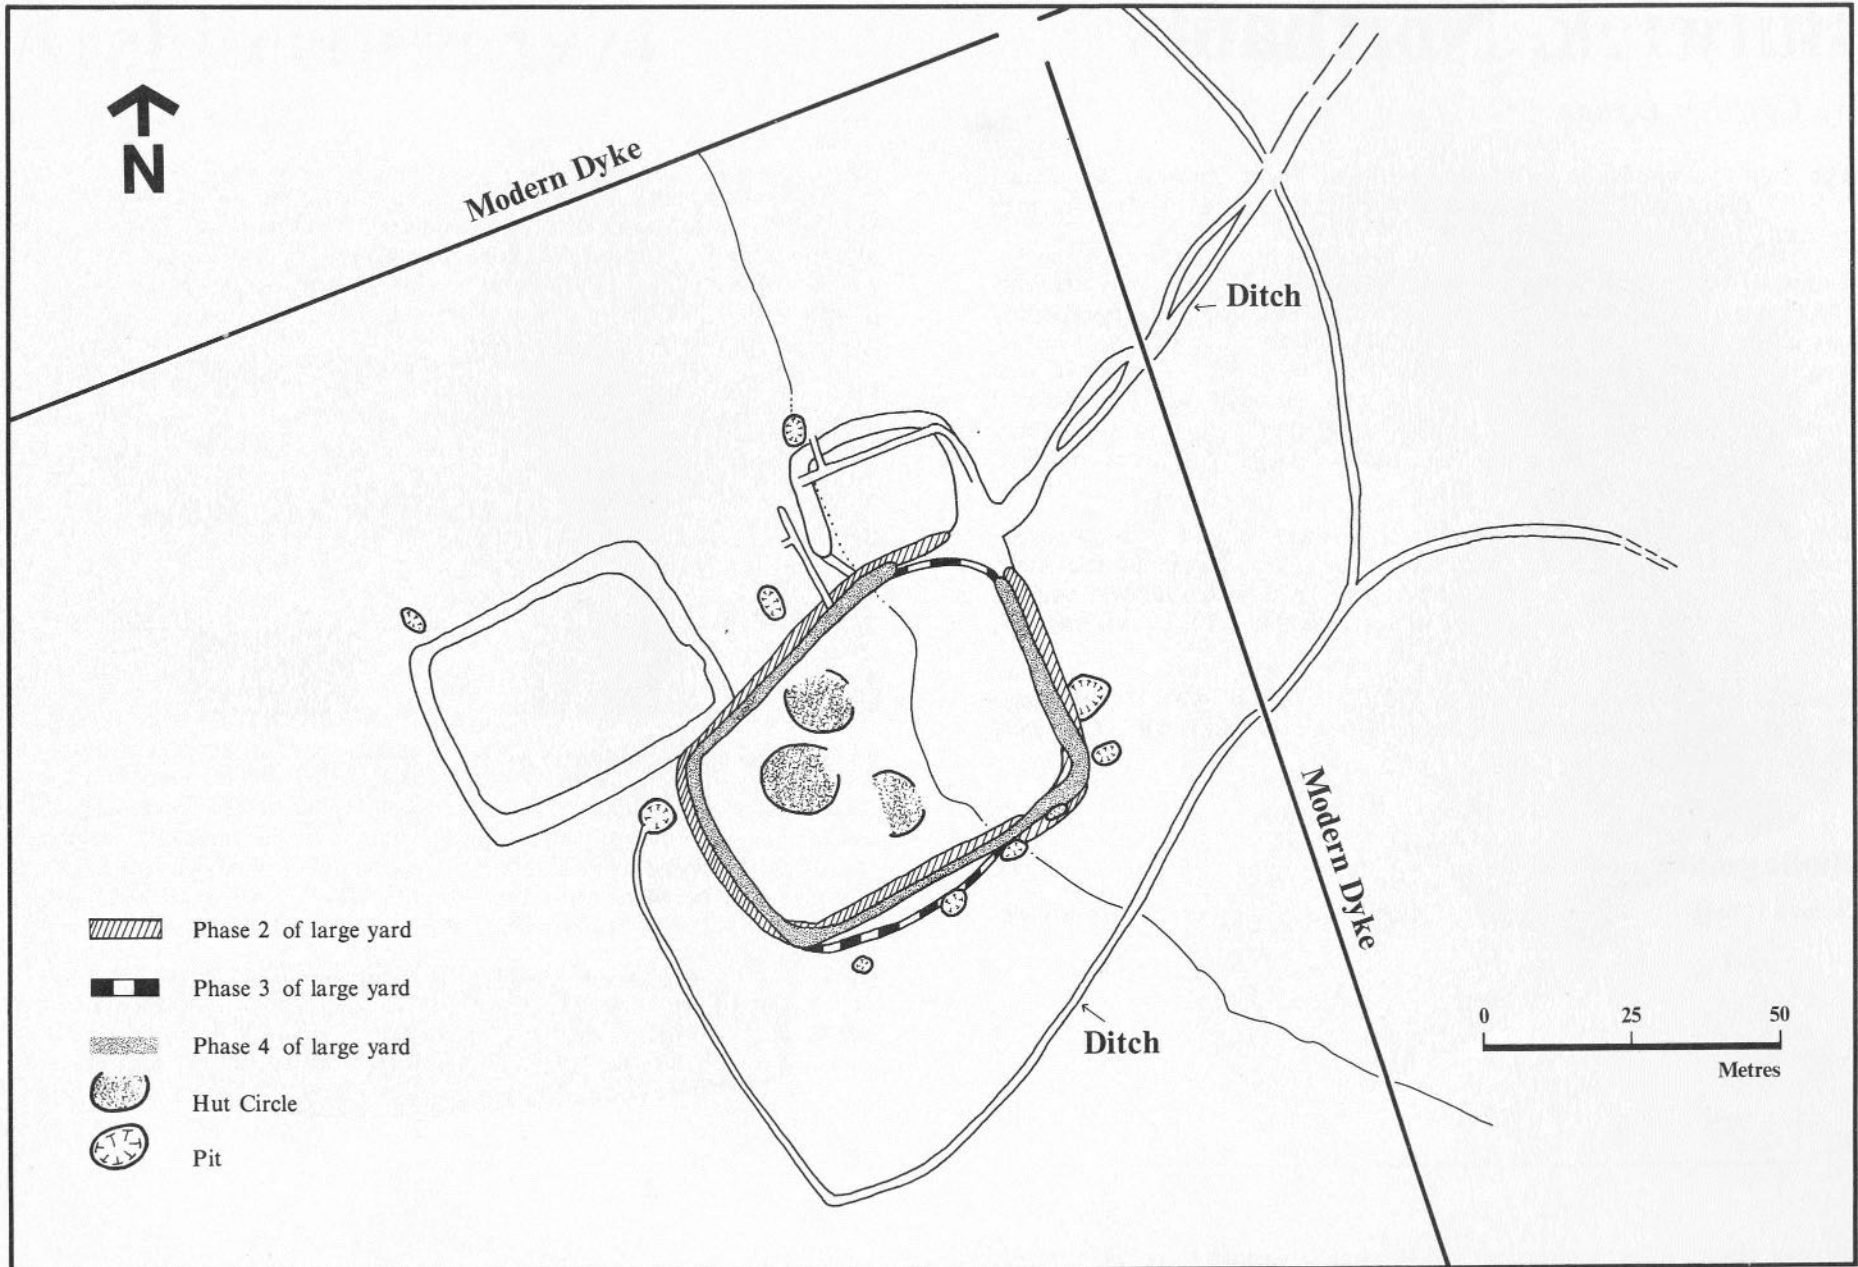 N
Modern Dyke
Ditch
Modern Dyke
Ditch
Phase 2 of large yard
Phase 3 of large yard
Phase 4 of large yard
Hut Circle
Pit
0 25 50
Metres